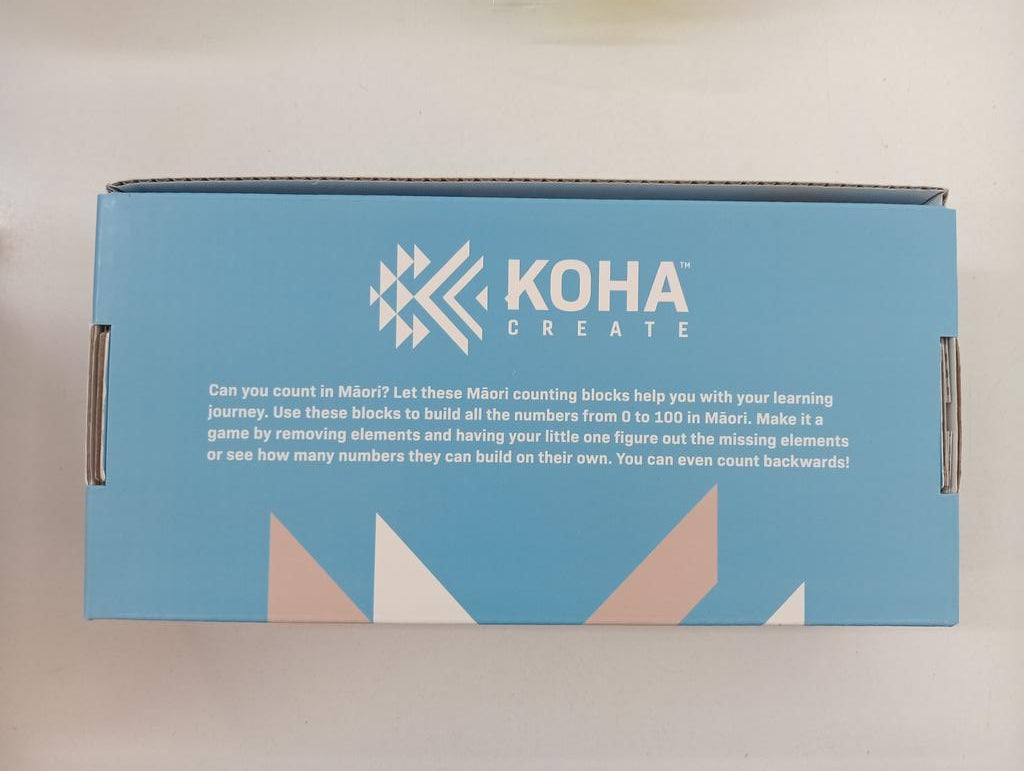 KOHA™
CREATE
Can you count in Māori? Let these Māori counting blocks help you with your learning
journey. Use these blocks to build all the numbers from 0 to 100 in Māori. Make it a
game by removing elements and having your little one figure out the missing elements
or see how many numbers they can build on their own. You can even count backwards!